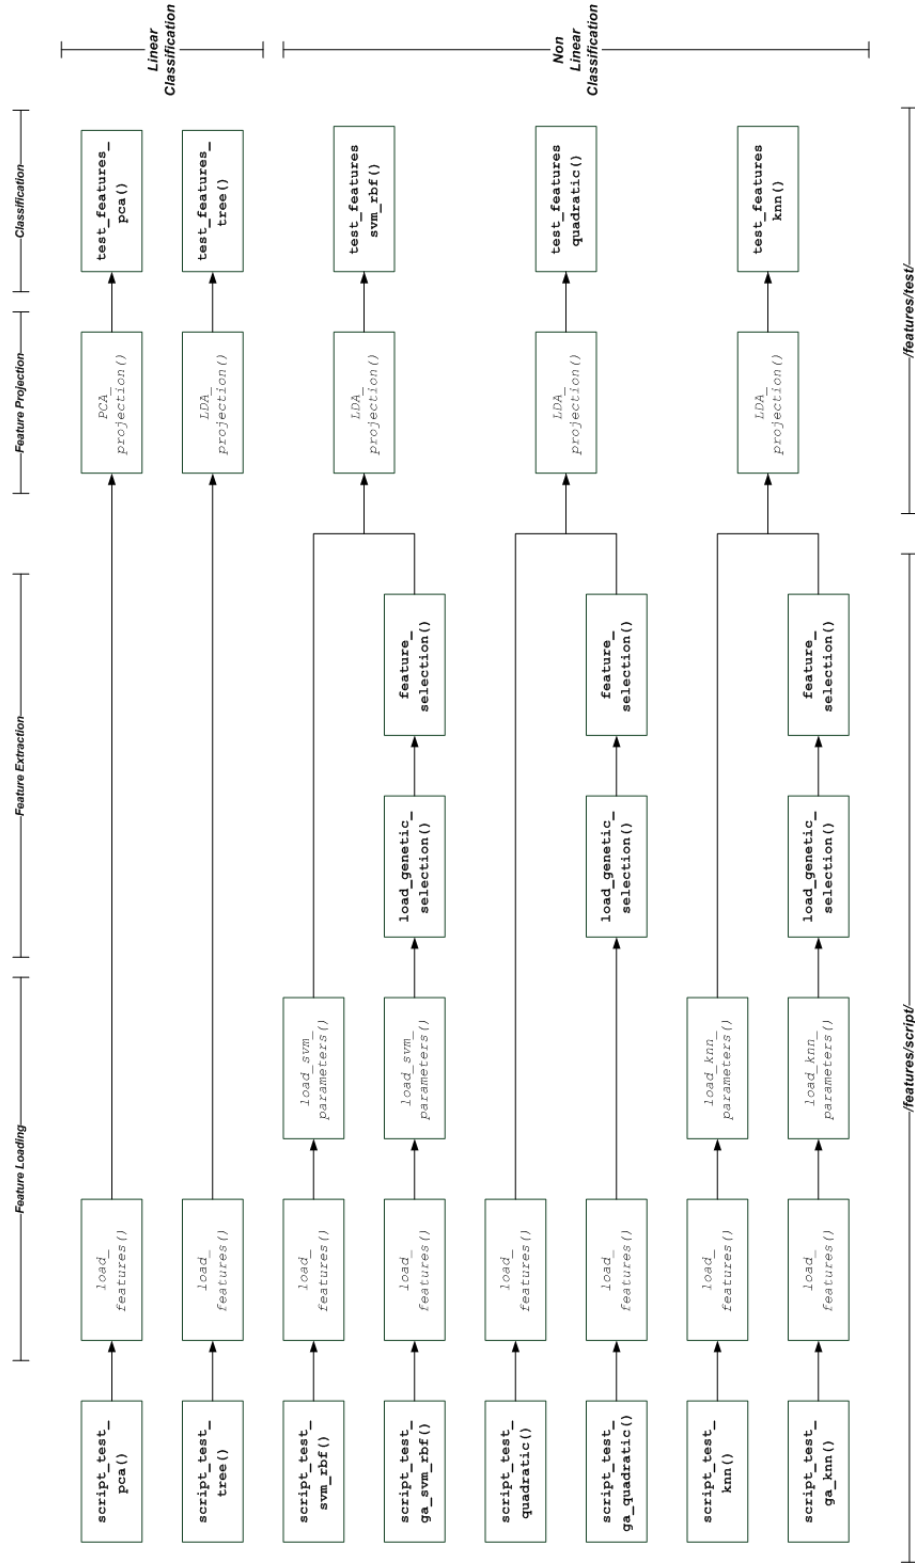 Feature Loading
Feature Extraction
Feature Projection
Classification
script_test_
pca()
load_
features()
PCA_
projection()
test_features_
pca()
script_test_
tree()
load_
features()
LDA_
projection()
test_features_
tree()
Linear
Classification
script_test_
svm_rbf()
load_
features()
load_svm_
parameters()
script_test_
ga_svm_rbf()
load_
features()
load_svm_
parameters()
load_genetic_
selection()
feature_
selection()
LDA_
projection()
test_features
svm_rbf()
script_test_
quadratic()
load_
features()
script_test_
ga_quadratic()
load_
features()
load_genetic_
selection()
feature_
selection()
LDA_
projection()
test_features
quadratic()
script_test_
knn()
load_
features()
load_knn_
parameters()
script_test_
ga_knn()
load_
features()
load_knn_
parameters()
load_genetic_
selection()
feature_
selection()
LDA_
projection()
test_features
knn()
Non
Linear
Classification
/features/script/
/features/test/